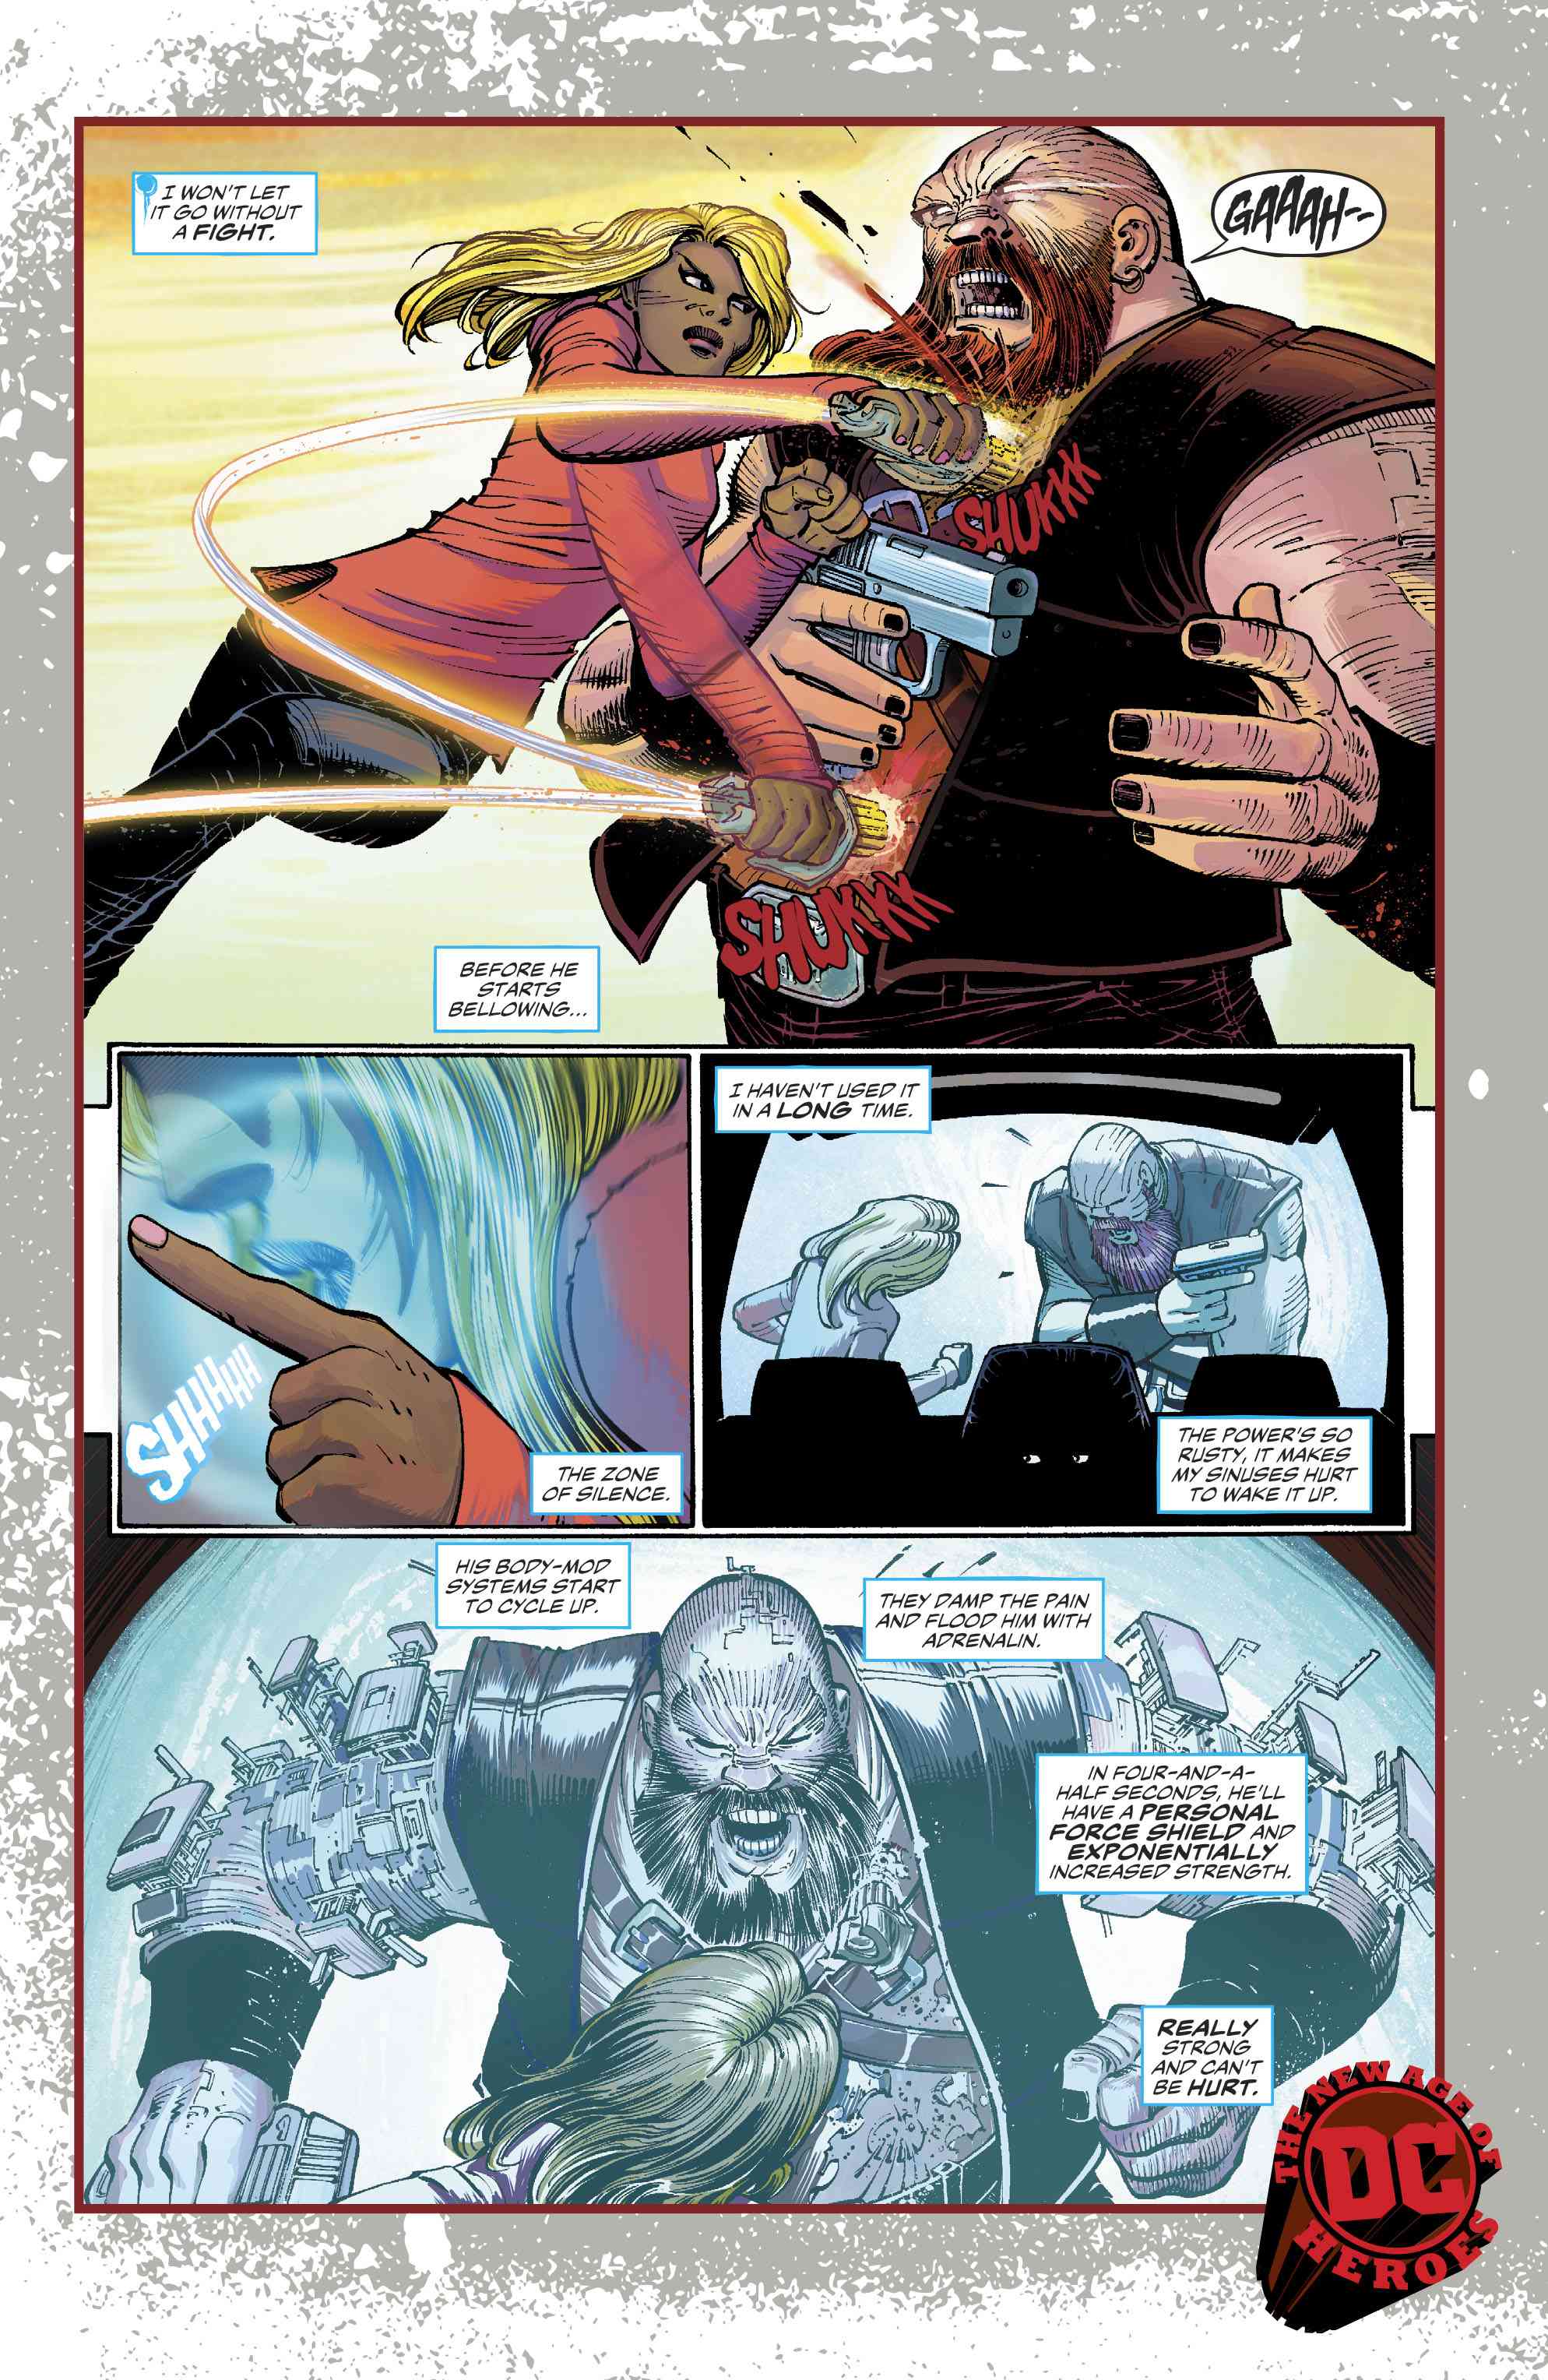 I WON'T LET
IT GO WITHOUT
A FIGHT.
GAAAH--
SHUKKK
SHUKKK
BEFORE HE
STARTS
BELLOWING...
SHHHHH
THE ZONE
OF SILENCE.
I HAVEN'T USED IT
IN A LONG TIME.
THE POWER'S SO
RUSTY, IT MAKES
MY SINUSES HURT
TO WAKE IT UP.
HIS BODY-MOD
SYSTEMS START
TO CYCLE UP.
THEY DAMP THE PAIN
AND FLOOD HIM WITH
ADRENALIN.
IN FOUR-AND-A-
HALF SECONDS, HE'LL
HAVE A PERSONAL
FORCE SHIELD AND
EXPONENTIALLY
INCREASED STRENGTH.
REALLY
STRONG
AND CAN'T
BE HURT.
THE NEW AGE OF
DC
HEROES